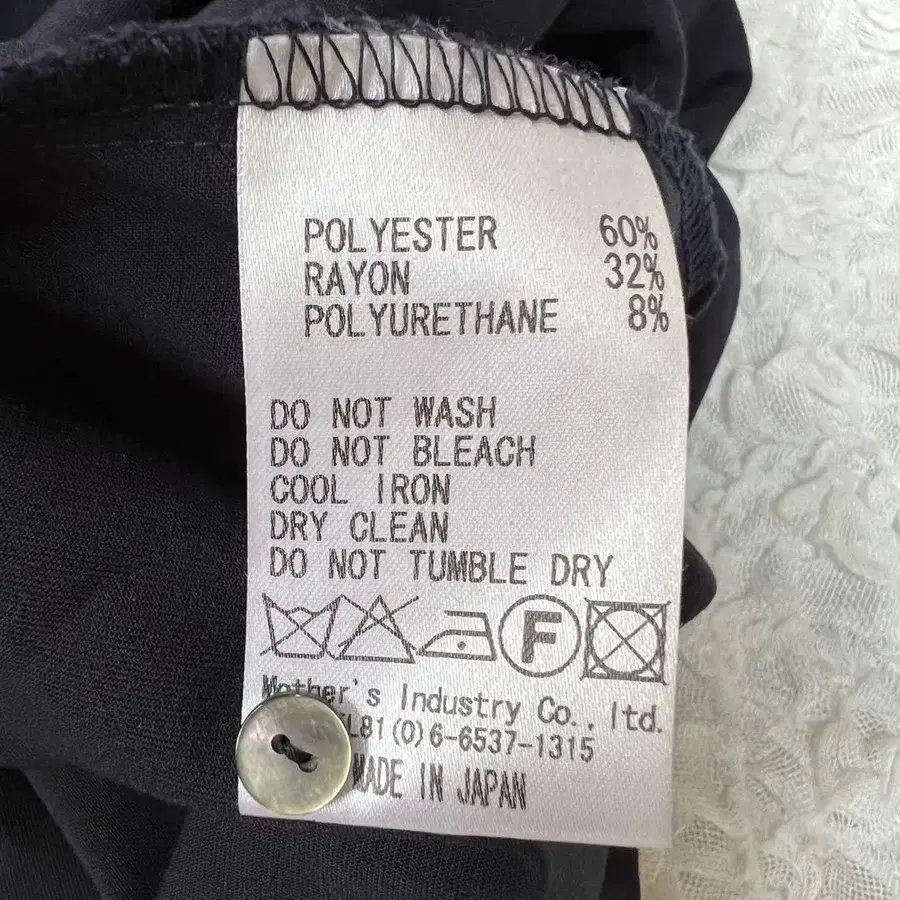 POLYESTER 60%
RAYON 32%
POLYURETHANE 8%
DO NOT WASH
DO NOT BLEACH
COOL IRON
DRY CLEAN
DO NOT TUMBLE DRY
F
Mother's Industry Co., ltd.
81(0)6-6537-1315
MADE IN JAPAN